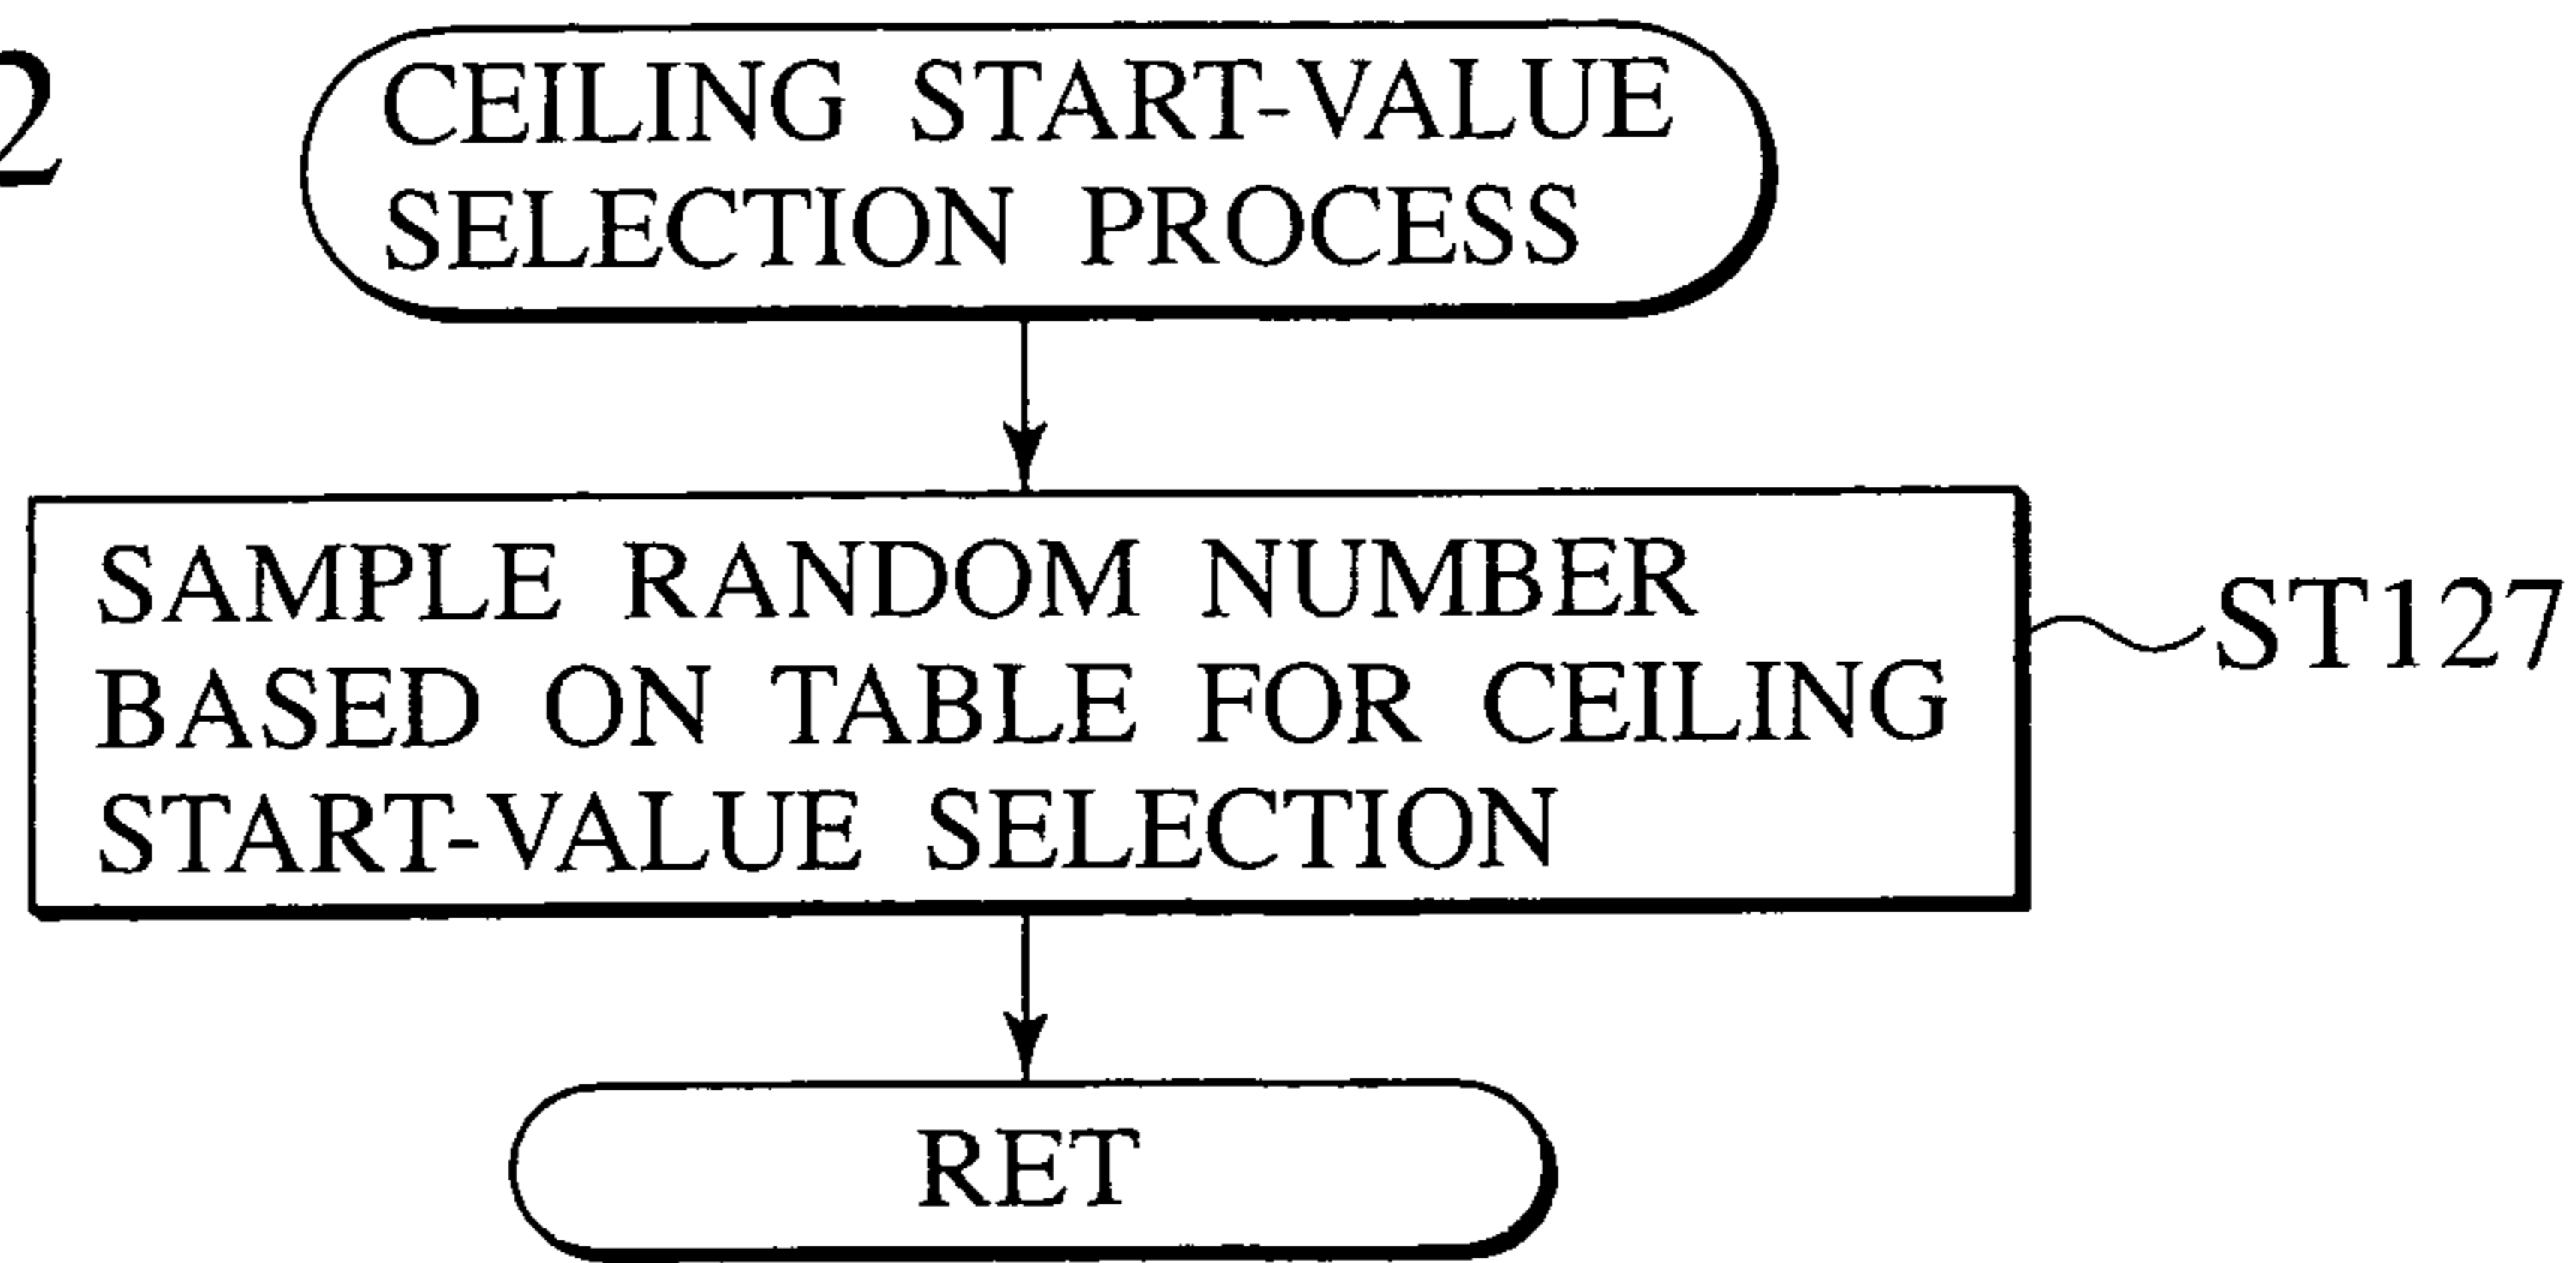 2
CEILING START-VALUE
SELECTION PROCESS
SAMPLE RANDOM NUMBER
BASED ON TABLE FOR CEILING
START-VALUE SELECTION
ST127
RET